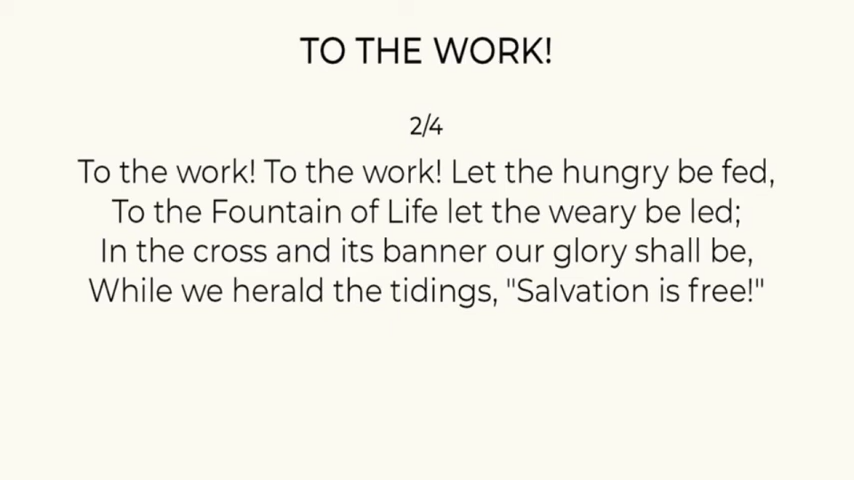 TO THE WORK!
2/4
To the work! To the work! Let the hungry be fed,
To the Fountain of Life let the weary be led;
In the cross and its banner our glory shall be,
While we herald the tidings, "Salvation is free!"